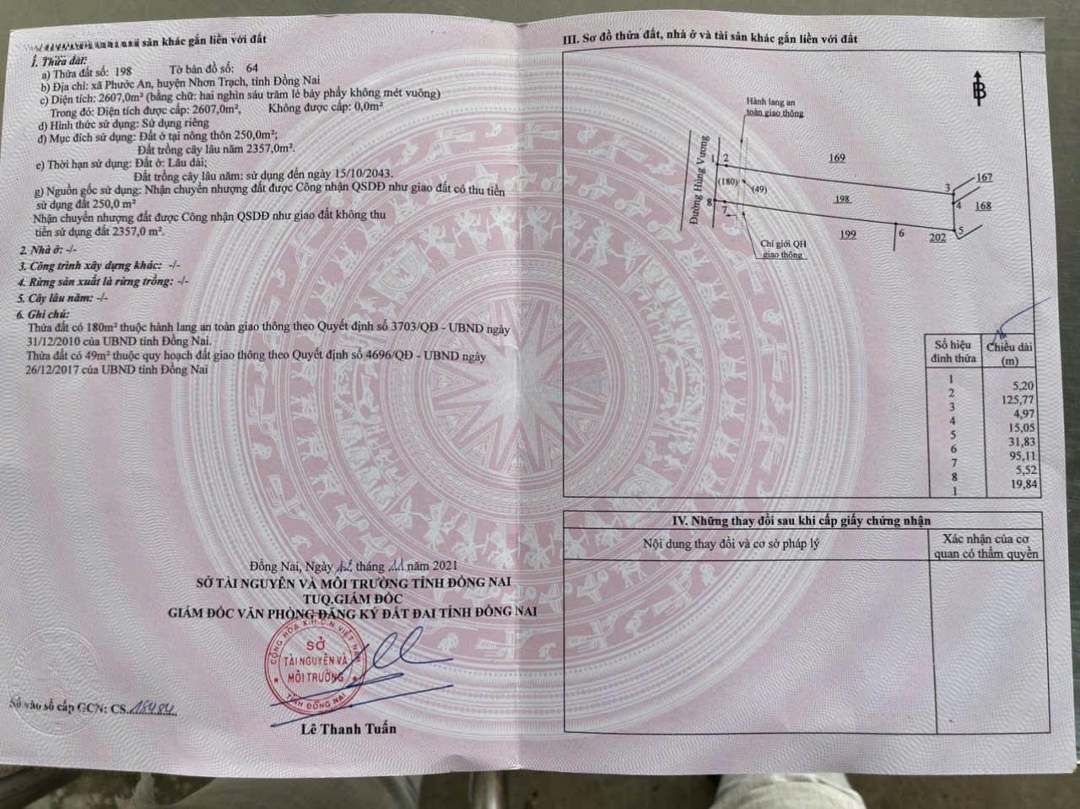 sản khác gắn liền với đất
1. Thửa đất:
a) Thửa đất số: 198 Tờ bản đồ số: 64
b) Địa chỉ: xã Phước An, huyện Nhơn Trạch, tỉnh Đồng Nai
c) Diện tích: 2607,0m² (bằng chữ: hai nghìn sáu trăm lẻ bảy phẩy không mét vuông)
Trong đó: Diện tích được cấp: 2607,0m², Không được cấp: 0,0m²
d) Hình thức sử dụng: Sử dụng riêng
đ) Mục đích sử dụng: Đất ở tại nông thôn 250,0m²;
Đất trồng cây lâu năm 2357,0m².
e) Thời hạn sử dụng: Đất ở: Lâu dài;
Đất trồng cây lâu năm: sử dụng đến ngày 15/10/2043.
g) Nguồn gốc sử dụng: Nhận chuyển nhượng đất được Công nhận QSDĐ như giao đất có thu tiền
sử dụng đất 250,0 m²
Nhận chuyển nhượng đất được Công nhận QSDĐ như giao đất không thu
tiền sử dụng đất 2357,0 m².
2. Nhà ở: -/-
3. Công trình xây dựng khác: -/-
4. Rừng sản xuất là rừng trồng: -/-
5. Cây lâu năm: -/-
6. Ghi chú:
Thửa đất có 180m² thuộc hành lang an toàn giao thông theo Quyết định số 3703/QĐ - UBND ngày
31/12/2010 của UBND tỉnh Đồng Nai.
Thửa đất có 49m² thuộc quy hoạch đất giao thông theo Quyết định số 4696/QĐ - UBND ngày
26/12/2017 của UBND tỉnh Đồng Nai
Đồng Nai, Ngày 12 tháng 11 năm 2021
SỞ TÀI NGUYÊN VÀ MÔI TRƯỜNG TỈNH ĐỒNG NAI
TUQ.GIÁM ĐỐC
GIÁM ĐỐC VĂN PHÒNG ĐĂNG KÝ ĐẤT ĐAI TỈNH ĐỒNG NAI
CỘNG HÒA X.H.C.N VIỆT NAM
SỞ
TÀI NGUYÊN VÀ
MÔI TRƯỜNG
TỈNH ĐỒNG NAI
Lê Thanh Tuấn
Số vào sổ cấp GCN: CS.18484
III. Sơ đồ thửa đất, nhà ở và tài sản khác gắn liền với đất
B
Hành lang an
toàn giao thông
Đường Hùng Vương
1 2 169
3 167
(180) (49)
198 4 168
8 7
199 6 202 5
Chỉ giới QH
giao thông
Số hiệu đỉnh thửa Chiều dài (m)
1
5,20
2
125,77
3
4,97
4
15,05
5
31,83
6
95,11
7
5,52
8
19,84
1
IV. Những thay đổi sau khi cấp giấy chứng nhận
Nội dung thay đổi và cơ sở pháp lý
Xác nhận của cơ
quan có thẩm quyền